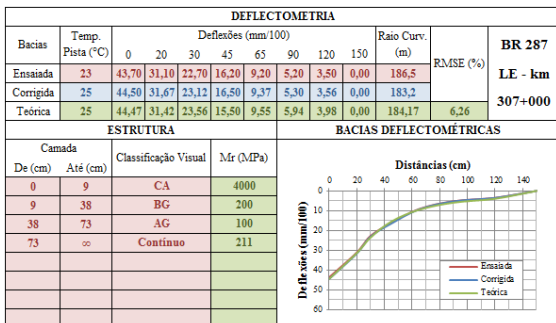 DEFLECTOMETRIA
Bacias Temp. Pista (°C) Deflexões (mm/100) Raio Curv. (m) RMSE (%) BR 287
0 20 30 45 65 90 120 150
Ensaiada 23 43,70 31,10 22,70 16,20 9,20 5,20 3,50 0,00 186,5 LE - km
Corrigida 25 44,50 31,67 23,12 16,50 9,37 5,30 3,56 0,00 183,2 307+000
Teórica 25 44,47 31,42 23,56 15,50 9,55 5,94 3,98 0,00 184,17 6,26
ESTRUTURA
Camada Classificação Visual Mr (MPa)
De (cm) Até (cm)
0 9 CA 4000
9 38 BG 200
38 73 AG 100
73 ∞ Contínuo 211
BACIAS DEFLECTOMÉTRICAS
Distâncias (cm)
0 20 40 60 80 100 120 140
Deflexões (mm/100)
0
10
20
30
40
50
60
Ensaiada
Corrigida
Teórica